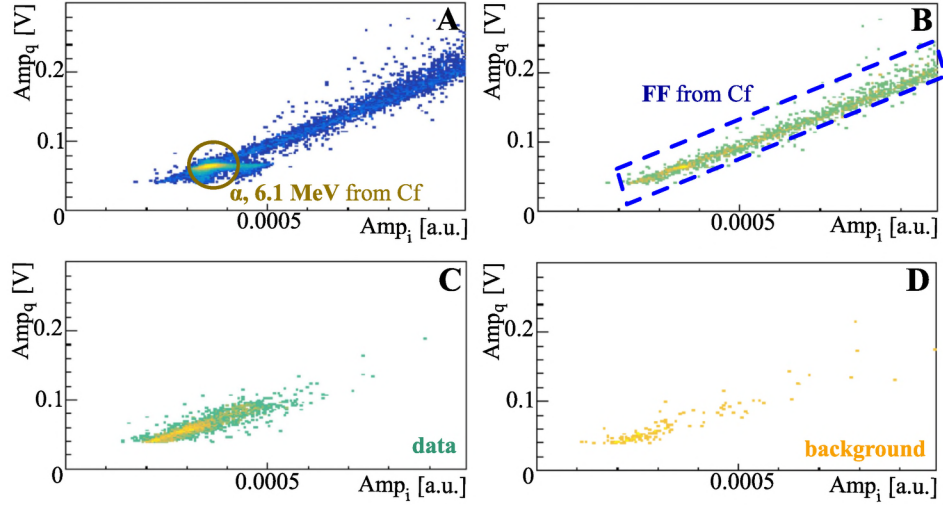 A
Amp_q [V]
0.2
0.1
0
α, 6.1 MeV from Cf
0.0005
Amp_i [a.u.]
B
Amp_q [V]
0.2
0.1
0
FF from Cf
0.0005
Amp_i [a.u.]
C
Amp_q [V]
0.2
0.1
0
data
0.0005
Amp_i [a.u.]
D
Amp_q [V]
0.2
0.1
0
background
0.0005
Amp_i [a.u.]